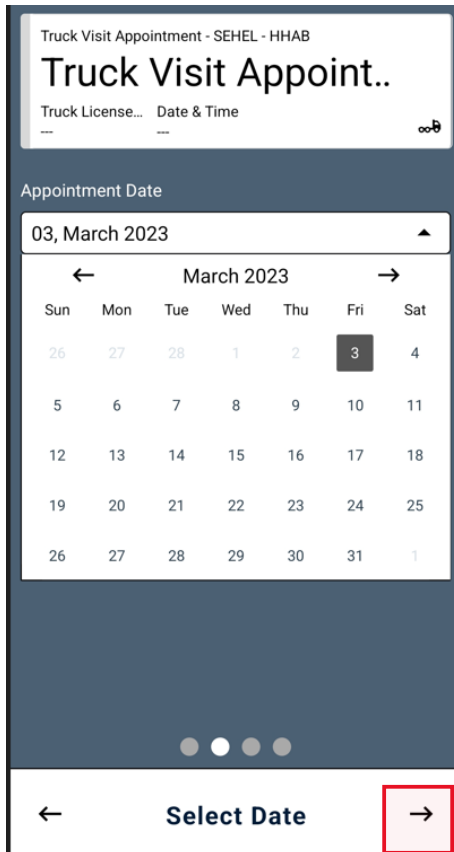 Truck Visit Appointment - SEHEL - HHAB
Truck Visit Appoint..
Truck License... Date & Time
--- ---
Appointment Date
03, March 2023
← March 2023 →
Sun Mon Tue Wed Thu Fri Sat
26 27 28 1 2 3 4
5 6 7 8 9 10 11
12 13 14 15 16 17 18
19 20 21 22 23 24 25
26 27 28 29 30 31 1
← Select Date →